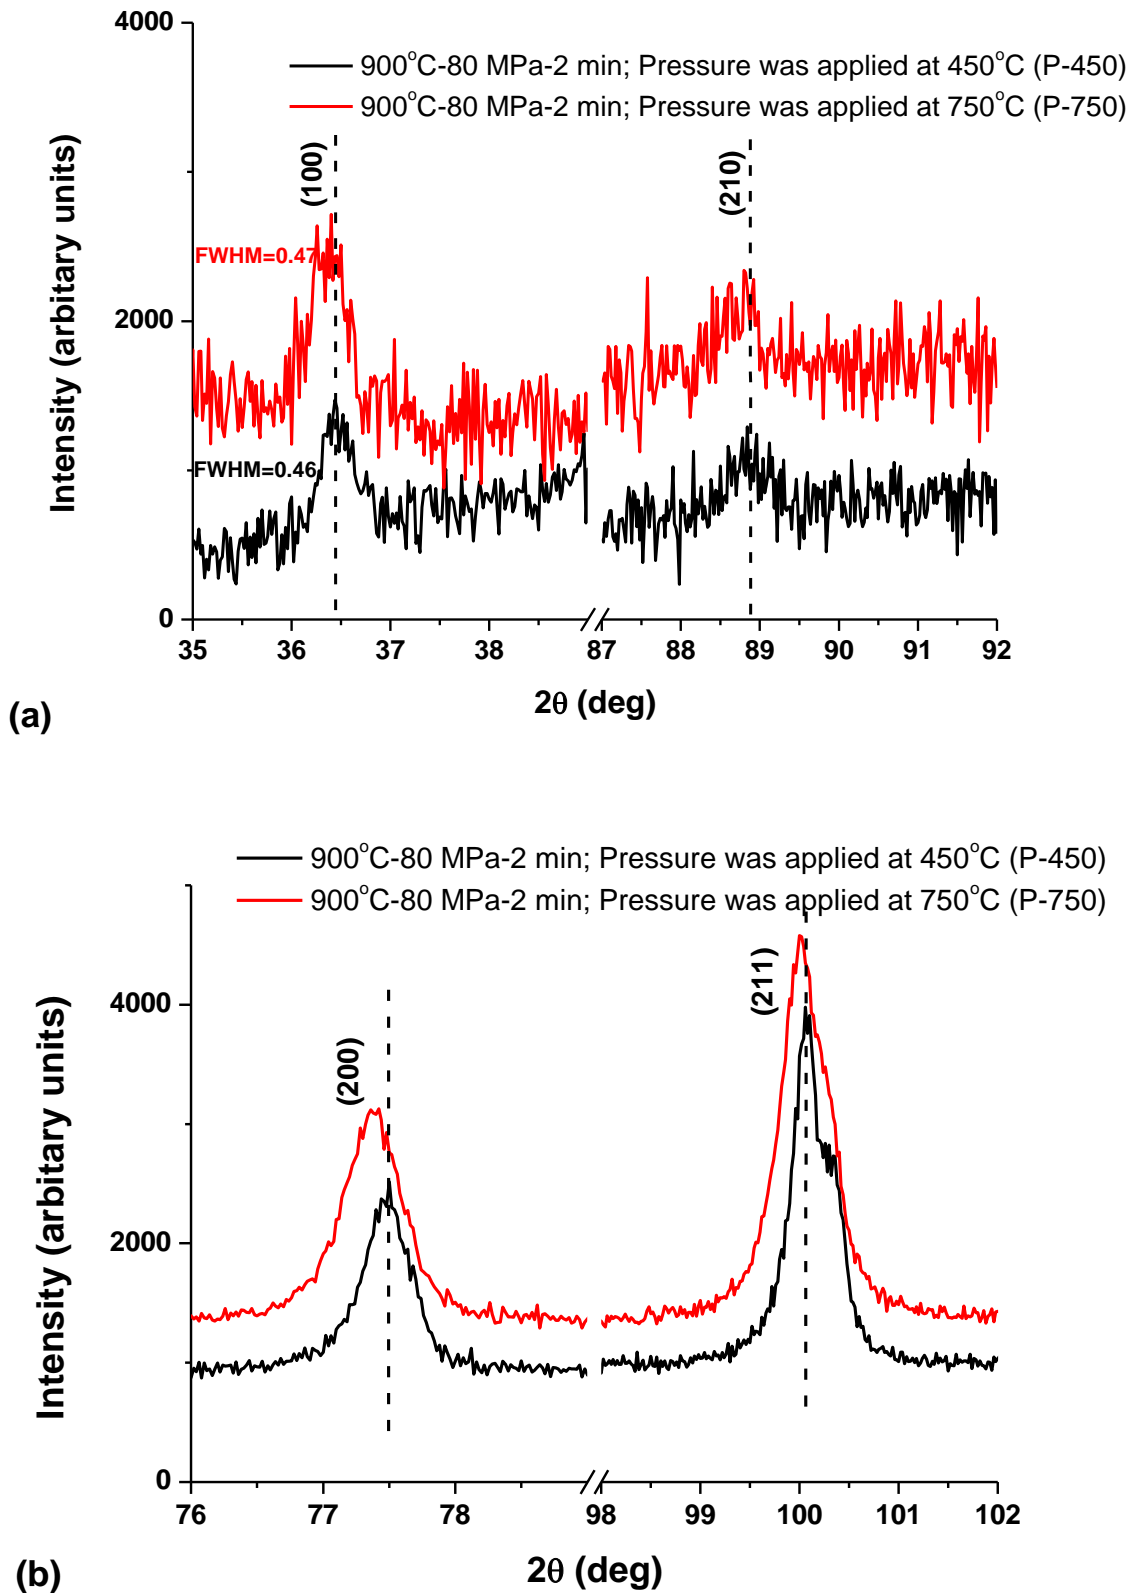 4000
900°C-80 MPa-2 min; Pressure was applied at 450°C (P-450)
900°C-80 MPa-2 min; Pressure was applied at 750°C (P-750)
(100)
(210)
FWHM=0.47
2000
FWHM=0.46
0
35 36 37 38 87 88 89 90 91 92
Intensity (arbitary units)
2θ (deg)
(a)
900°C-80 MPa-2 min; Pressure was applied at 450°C (P-450)
900°C-80 MPa-2 min; Pressure was applied at 750°C (P-750)
(211)
4000
(200)
2000
0
76 77 78 98 99 100 101 102
Intensity (arbitary units)
2θ (deg)
(b)